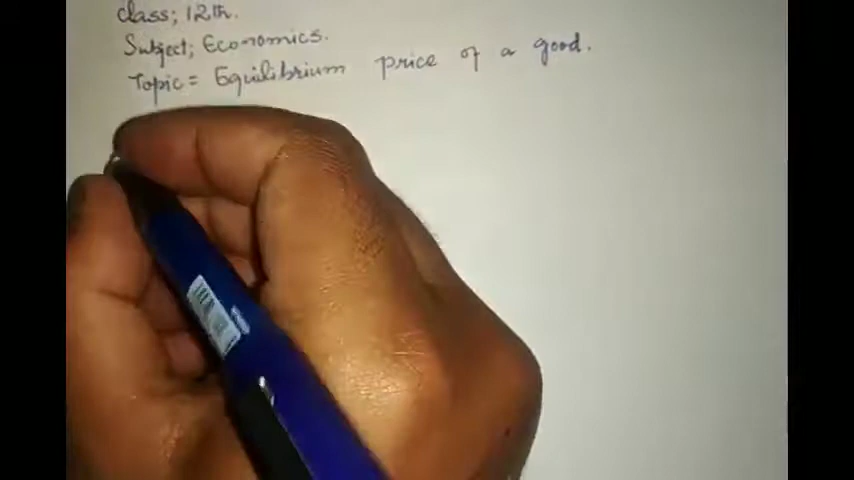 class; 12th.
Subject; Economics.
Topic = Equilibrium price of a good.